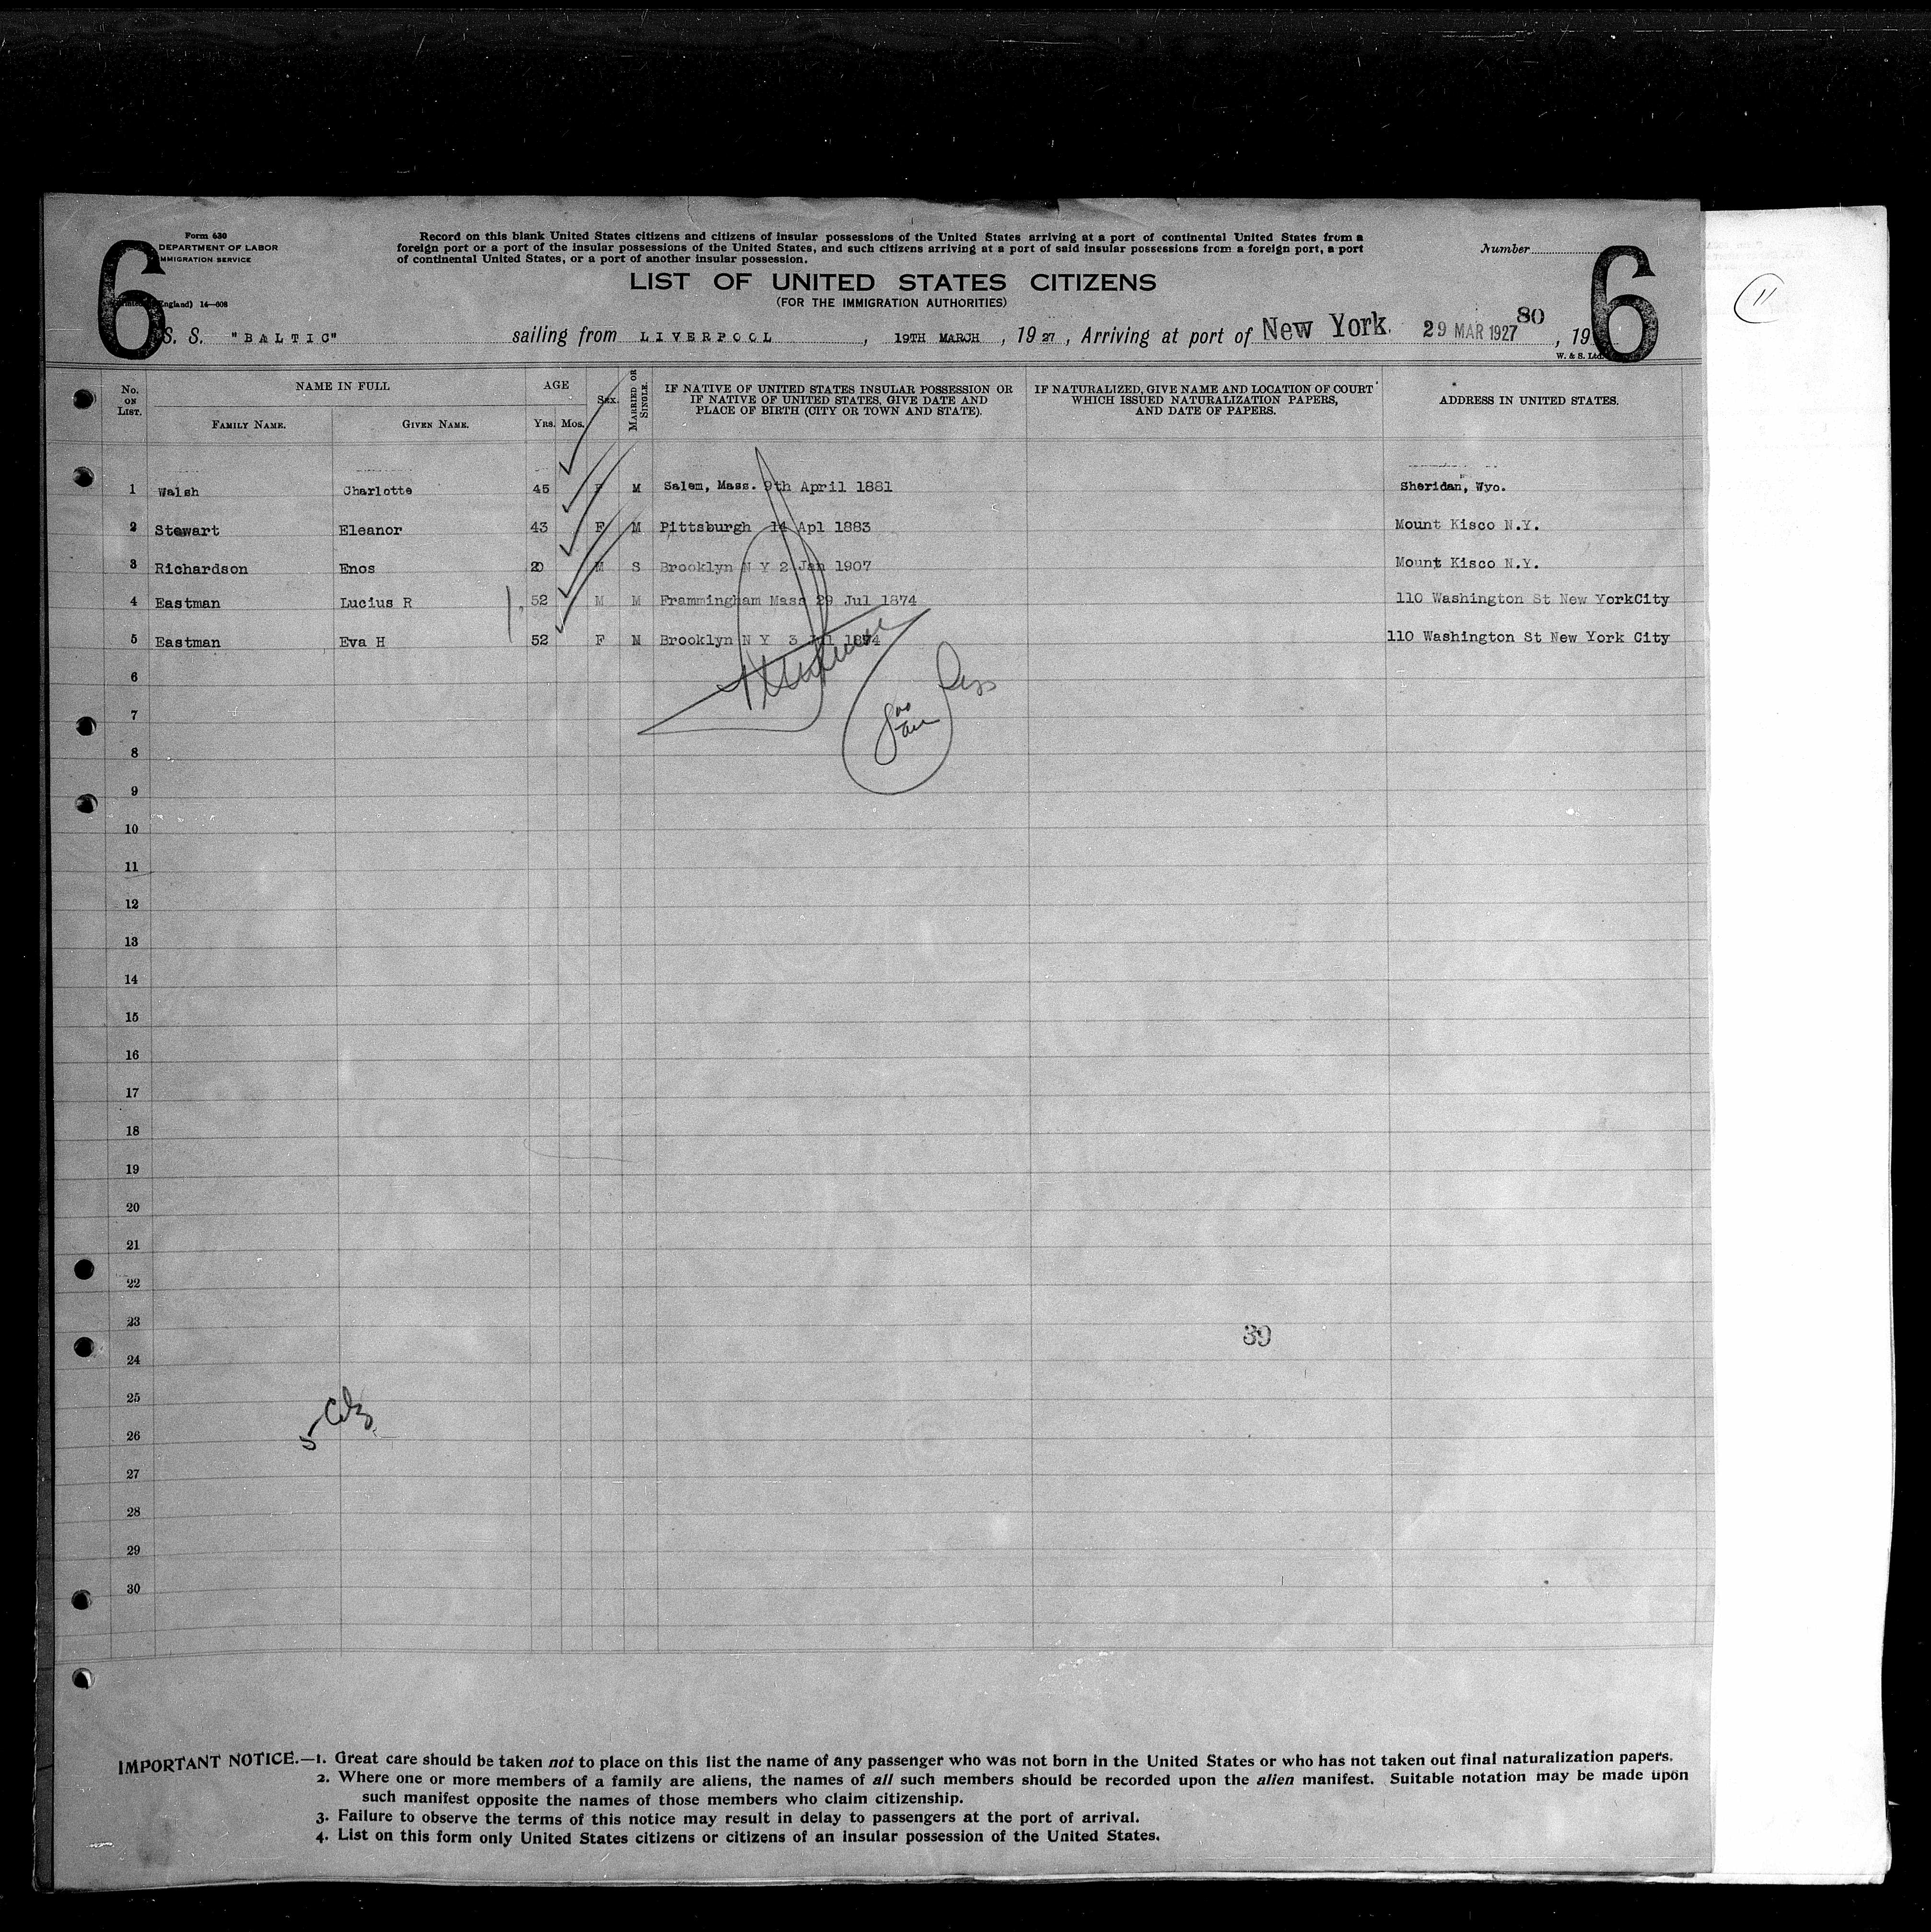 6
Form 630
DEPARTMENT OF LABOR
IMMIGRATION SERVICE
England) 14—608
Record on this blank United States citizens and citizens of insular possessions of the United States arriving at a port of continental United States from a
foreign port or a port of the insular possessions of the United States, and such citizens arriving at a port of said insular possessions from a foreign port, a port
of continental United States, or a port of another insular possession.
Number
6
11
LIST OF UNITED STATES CITIZENS
(FOR THE IMMIGRATION AUTHORITIES)
80
S. S. "BALTIC" sailing from LIVERPOOL, 19TH MARCH, 1927, Arriving at port of New York. 29 MAR 1927, 19
W. & S. Ltd.
No. ON LIST. NAME IN FULL AGE SEX. MARRIED OR SINGLE. IF NATIVE OF UNITED STATES INSULAR POSSESSION OR IF NATIVE OF UNITED STATES, GIVE DATE AND PLACE OF BIRTH (CITY OR TOWN AND STATE). IF NATURALIZED, GIVE NAME AND LOCATION OF COURT WHICH ISSUED NATURALIZATION PAPERS, AND DATE OF PAPERS. ADDRESS IN UNITED STATES.
FAMILY NAME. GIVEN NAME. YRS. MOS.
1 Walsh Charlotte 45 F M Salem, Mass. 9th April 1881 Sheridan, Wyo.
2 Stewart Eleanor 43 F M Pittsburgh 14 Apl 1883 Mount Kisco N.Y.
3 Richardson Enos 20 M S Brooklyn N Y 2 Jan 1907 Mount Kisco N.Y.
4 Eastman Lucius R 52 M M Frammingham Mass 29 Jul 1874 110 Washington St New YorkCity
5 Eastman Eva H 52 F M Brooklyn N Y 3 Jul 1874 110 Washington St New York City
6
7
8
9
10
11
12
13
14
15
16
17
18
19
20
21
22
23
39
24
25
26
27
28
29
30
IMPORTANT NOTICE.—1. Great care should be taken not to place on this list the name of any passenger who was not born in the United States or who has not taken out final naturalization papers.
2. Where one or more members of a family are aliens, the names of all such members should be recorded upon the alien manifest. Suitable notation may be made upon
such manifest opposite the names of those members who claim citizenship.
3. Failure to observe the terms of this notice may result in delay to passengers at the port of arrival.
4. List on this form only United States citizens or citizens of an insular possession of the United States.